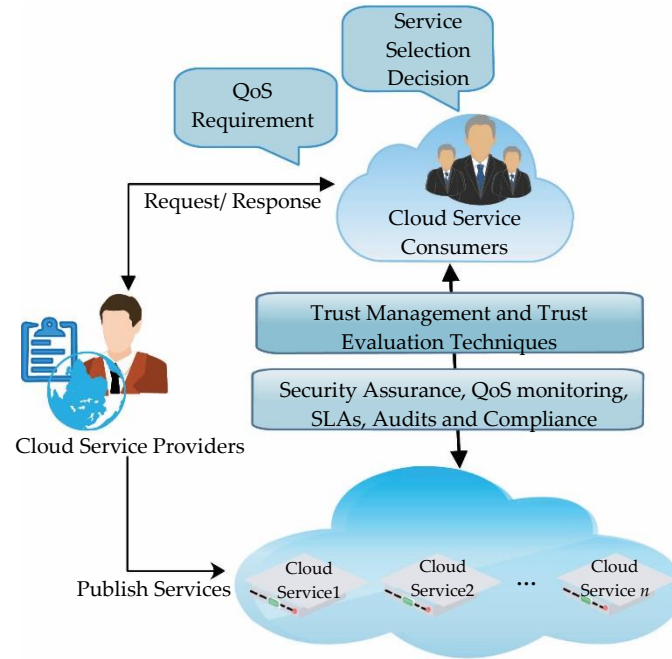 Service
Selection
Decision
QoS
Requirement
Request/ Response
Cloud Service
Consumers
Trust Management and Trust
Evaluation Techniques
Security Assurance, QoS monitoring,
SLAs, Audits and Compliance
Cloud Service Providers
Publish Services
Cloud
Service1
Cloud
Service2
...
Cloud
Service n